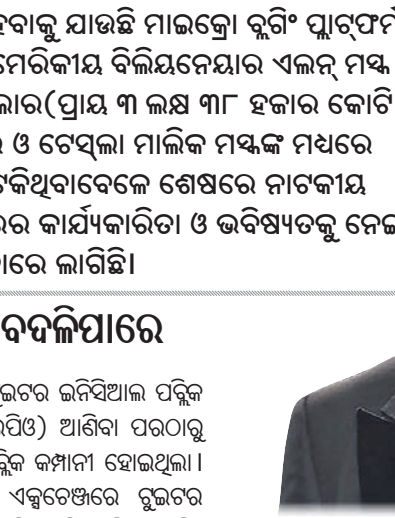 ହେବାକୁ ଯାଉଛି ମାଇକ୍ରୋ ବ୍ଲଗିଂ ପ୍ଲାଟ୍‌ଫର୍ମ
ମେରିକୀୟ ବିଲିୟନେୟାର ଏଲନ୍ ମସ୍କ
ଲାର(ପ୍ରାୟ ୩ ଲକ୍ଷ ୩୮ ହଜାର କୋଟି
ଓ ଟେସ୍‌ଲା ମାଲିକ ମସ୍କଙ୍କ ମଧ୍ୟରେ
ଟକିଥିବାବେଳେ ଶେଷରେ ନାଟକୀୟ
ରର କାର୍ଯ୍ୟକାରିତା ଓ ଭବିଷ୍ୟତକୁ ନେଇ
ାରେ ଲାଗିଛି।
ବଦଳିପାରେ
ୁଇଟର ଇନିସିଆଲ ପବ୍ଲିକ
ପିଓ) ଆଣିବା ପରଠାରୁ
ବ୍ଲିକ କମ୍ପାନୀ ହୋଇଥିଲା।
ଏକ୍ସଚେଞ୍ଜରେ ଟୁଇଟର